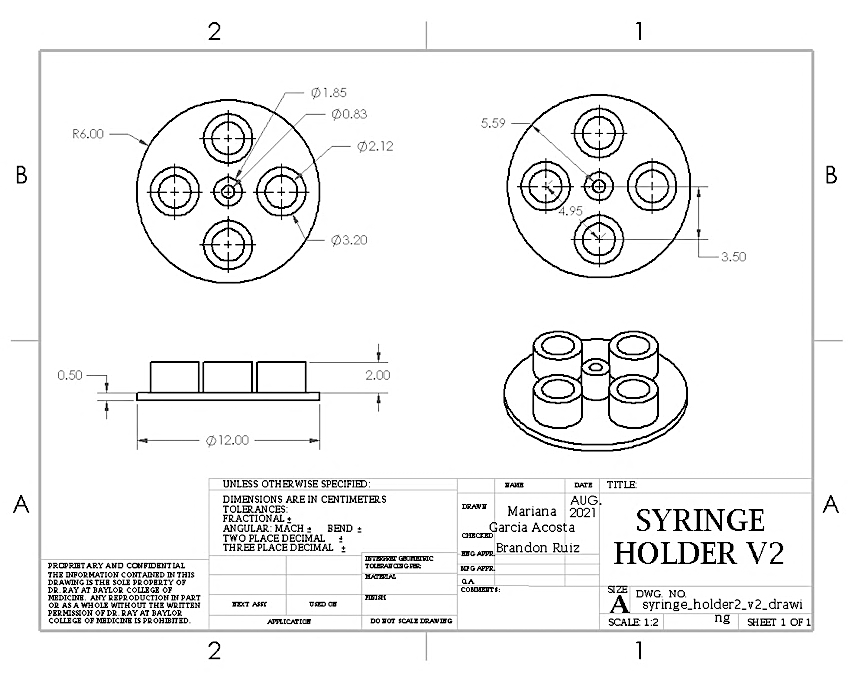 2
1
B
B
A
A
2
1
Ø1.85
Ø0.83
Ø2.12
Ø3.20
R6.00
5.59
4.95
3.50
0.50
2.00
Ø12.00
UNLESS OTHERWISE SPECIFIED:
DIMENSIONS ARE IN CENTIMETERS
TOLERANCES:
FRACTIONAL ±
ANGULAR: MACH ± BEND ±
TWO PLACE DECIMAL ±
THREE PLACE DECIMAL ±
INTERPRET GEOMETRIC
TOLERANCING PER:
MATERIAL
FINISH
DO NOT SCALE DRAWING
NEXT ASSY
USED ON
APPLICATION
PROPRIETARY AND CONFIDENTIAL
THE INFORMATION CONTAINED IN THIS
DRAWING IS THE SOLE PROPERTY OF
DR. RAY AT BAYLOR COLLEGE OF
MEDICINE. ANY REPRODUCTION IN PART
OR AS A WHOLE WITHOUT THE WRITTEN
PERMISSION OF DR. RAY AT BAYLOR
COLLEGE OF MEDICINE IS PROHIBITED.
NAME
DATE
DRAWN
Mariana
Garcia Acosta
AUG.
2021
CHECKED
ENG APPR.
Brandon Ruiz
MFG APPR.
Q.A.
COMMENTS:
TITLE:
SYRINGE
HOLDER V2
SIZE
A
DWG. NO.
syringe_holder2_v2_drawi
ng
SCALE: 1:2
SHEET 1 OF 1